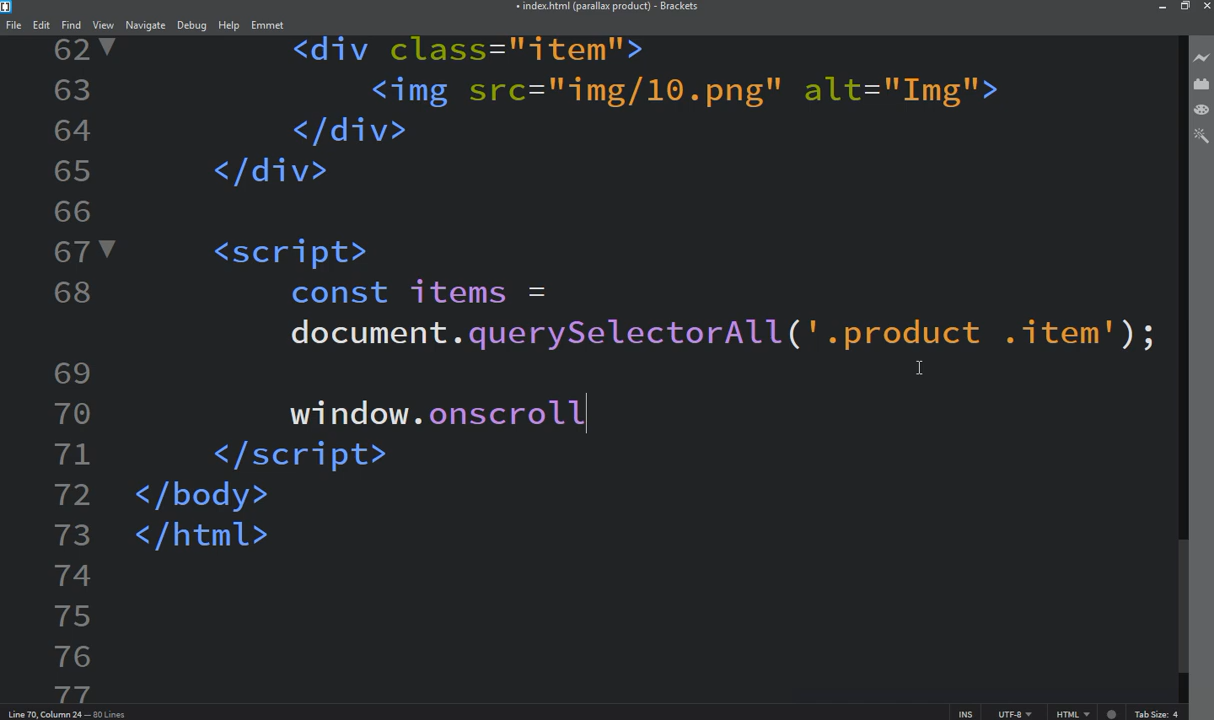 • index.html (parallax product) - Brackets
File Edit Find View Navigate Debug Help Emmet
62 <div class="item">
63 <img src="img/10.png" alt="Img">
64 </div>
65 </div>
66
67 <script>
68 const items =
document.querySelectorAll('.product .item');
69
70 window.onscroll
71 </script>
72 </body>
73 </html>
74
75
76
77
Line 70, Column 24 — 80 Lines INS UTF-8 HTML Tab Size: 4